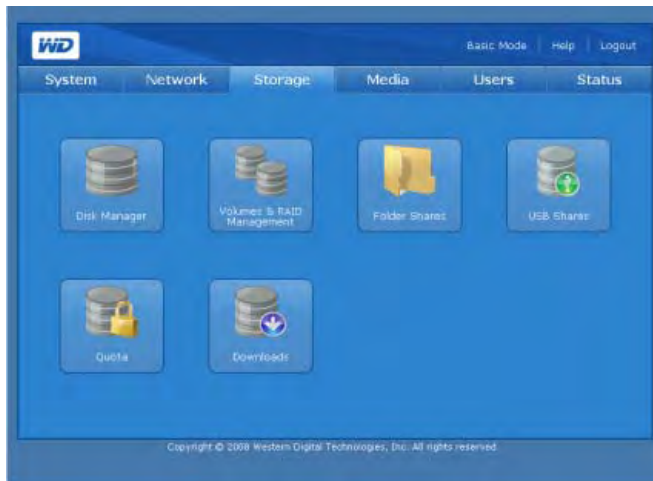 WD
Basic Mode | Help | Logout
System Network Storage Media Users Status
Disk Manager
Volumes & RAID
Management
Folder Shares
USB Shares
Quota
Downloads
Copyright © 2008 Western Digital Technologies, Inc. All rights reserved.